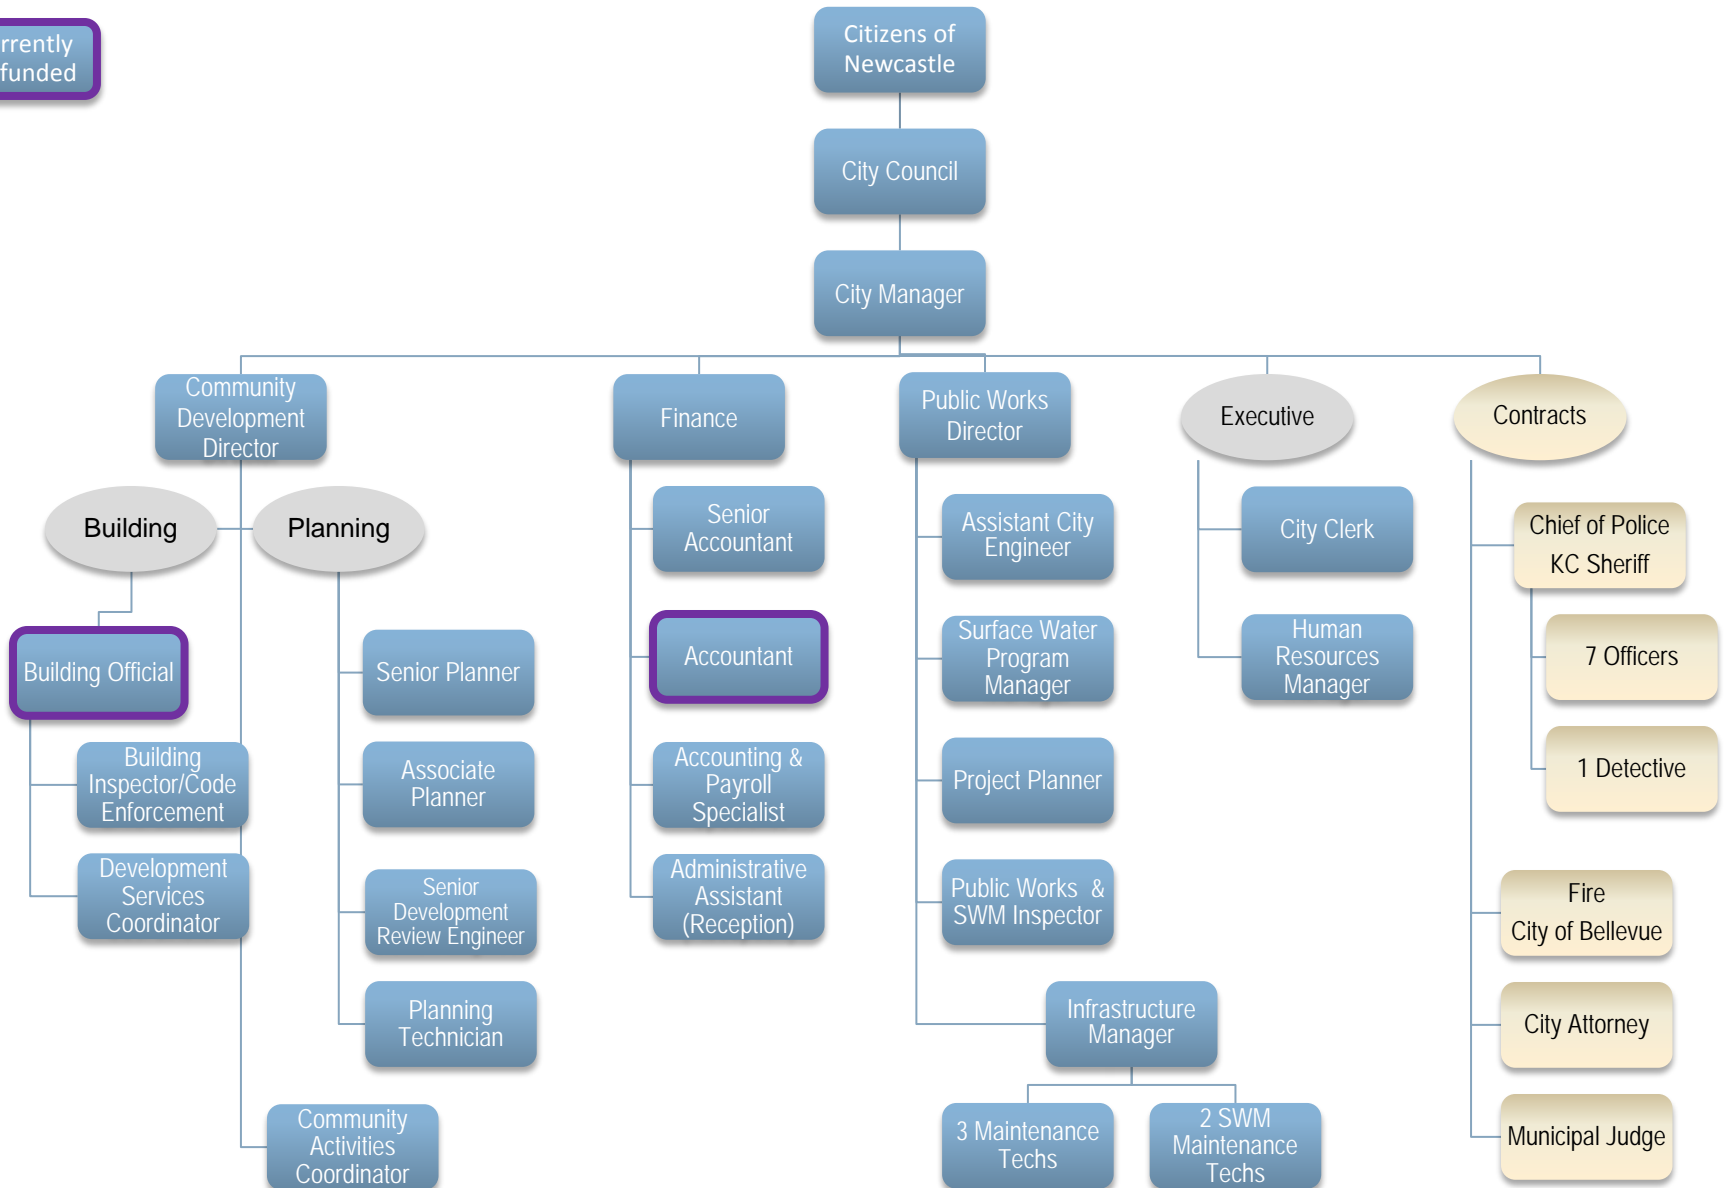 funded
Citizens of
Newcastle
City Council
City Manager
Community
Development
Director
Finance
Public Works
Director
Executive
Contracts
Building
Planning
Senior
Accountant
Assistant City
Engineer
City Clerk
Chief of Police
KC Sheriff
Building Official
Senior Planner
Accountant
Surface Water
Program
Manager
Human
Resources
Manager
7 Officers
Building
Inspector/Code
Enforcement
Associate
Planner
Accounting &
Payroll
Specialist
Project Planner
1 Detective
Development
Services
Coordinator
Senior
Development
Review Engineer
Administrative
Assistant
(Reception)
Public Works &
SWM Inspector
Fire
City of Bellevue
Planning
Technician
Infrastructure
Manager
City Attorney
Community
Activities
Coordinator
3 Maintenance
Techs
2 SWM
Maintenance
Techs
Municipal Judge